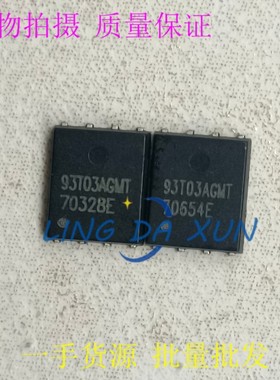 物拍摄 质量保证
93T03AGMT
70328E
93T03AGMT
70654E
LING DA XUN
一手货源 批量批发